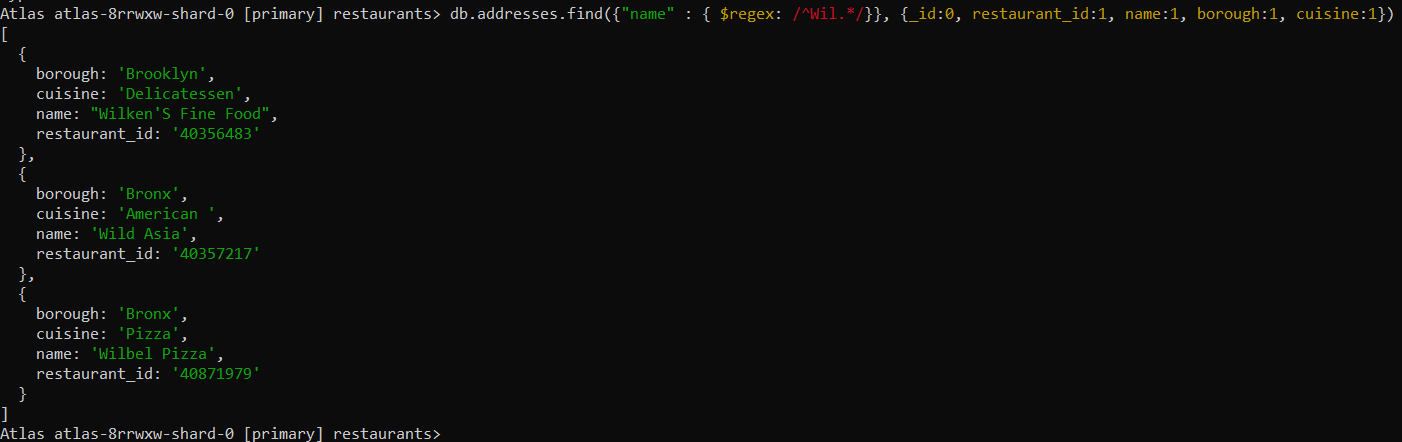 Atlas atlas-8rrwxw-shard-0 [primary] restaurants> db.addresses.find({"name" : { $regex: /^Wil.*/}}, {_id:0, restaurant_id:1, name:1, borough:1, cuisine:1})
[
  {
    borough: 'Brooklyn',
    cuisine: 'Delicatessen',
    name: "Wilken'S Fine Food",
    restaurant_id: '40356483'
  },
  {
    borough: 'Bronx',
    cuisine: 'American ',
    name: 'Wild Asia',
    restaurant_id: '40357217'
  },
  {
    borough: 'Bronx',
    cuisine: 'Pizza',
    name: 'Wilbel Pizza',
    restaurant_id: '40871979'
  }
]
Atlas atlas-8rrwxw-shard-0 [primary] restaurants>